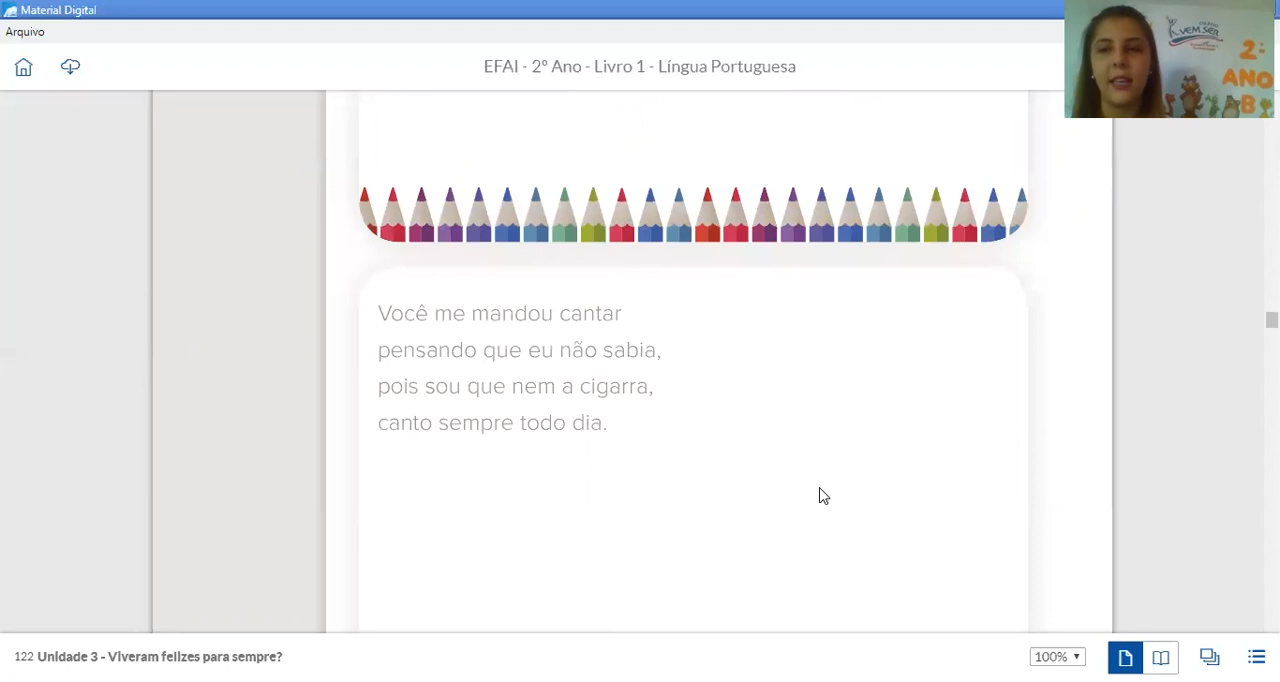 Material Digital
Arquivo
EFAI - 2º Ano - Livro 1 - Língua Portuguesa
VEM SER
2º
ANO
B
Você me mandou cantar
pensando que eu não sabia,
pois sou que nem a cigarra,
canto sempre todo dia.
122 Unidade 3 - Viveram felizes para sempre?
100%